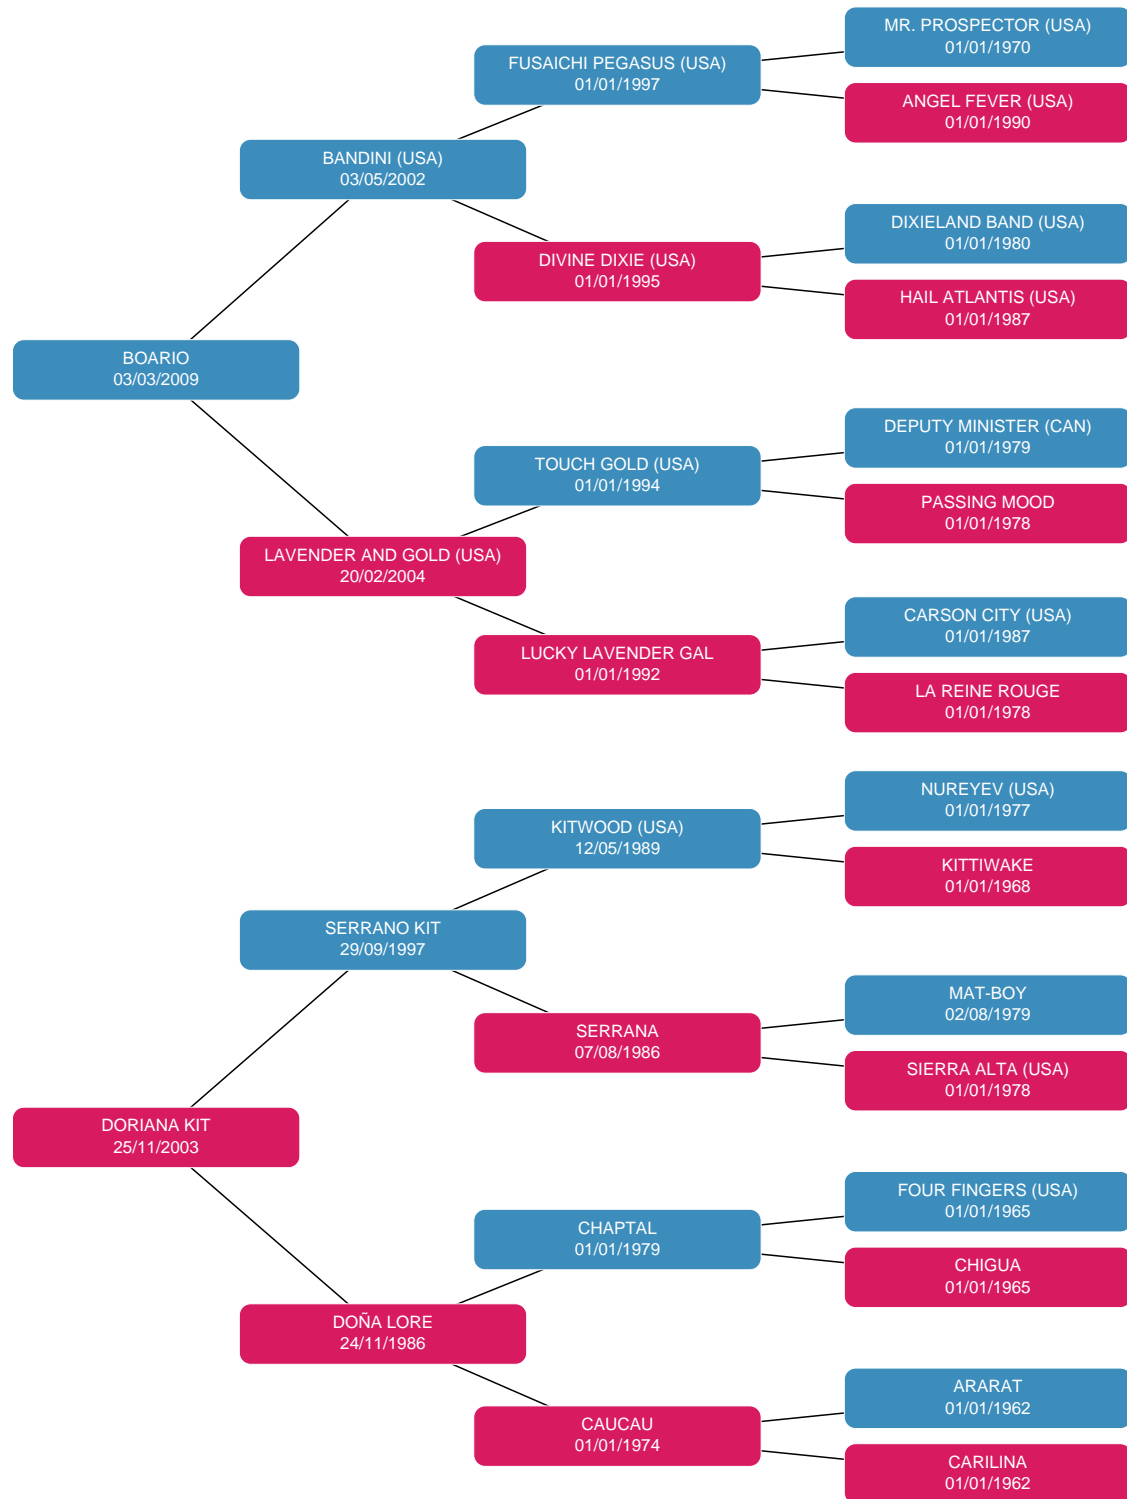 MR. PROSPECTOR (USA)
01/01/1970
FUSAICHI PEGASUS (USA)
01/01/1997
ANGEL FEVER (USA)
01/01/1990
BANDINI (USA)
03/05/2002
DIXIELAND BAND (USA)
01/01/1980
DIVINE DIXIE (USA)
01/01/1995
HAIL ATLANTIS (USA)
01/01/1987
BOARIO
03/03/2009
DEPUTY MINISTER (CAN)
01/01/1979
TOUCH GOLD (USA)
01/01/1994
PASSING MOOD
01/01/1978
LAVENDER AND GOLD (USA)
20/02/2004
CARSON CITY (USA)
01/01/1987
LUCKY LAVENDER GAL
01/01/1992
LA REINE ROUGE
01/01/1978
NUREYEV (USA)
01/01/1977
KITWOOD (USA)
12/05/1989
KITTIWAKE
01/01/1968
SERRANO KIT
29/09/1997
MAT-BOY
02/08/1979
SERRANA
07/08/1986
SIERRA ALTA (USA)
01/01/1978
DORIANA KIT
25/11/2003
FOUR FINGERS (USA)
01/01/1965
CHAPTAL
01/01/1979
CHIGUA
01/01/1965
DOÑA LORE
24/11/1986
ARARAT
01/01/1962
CAUCAU
01/01/1974
CARILINA
01/01/1962